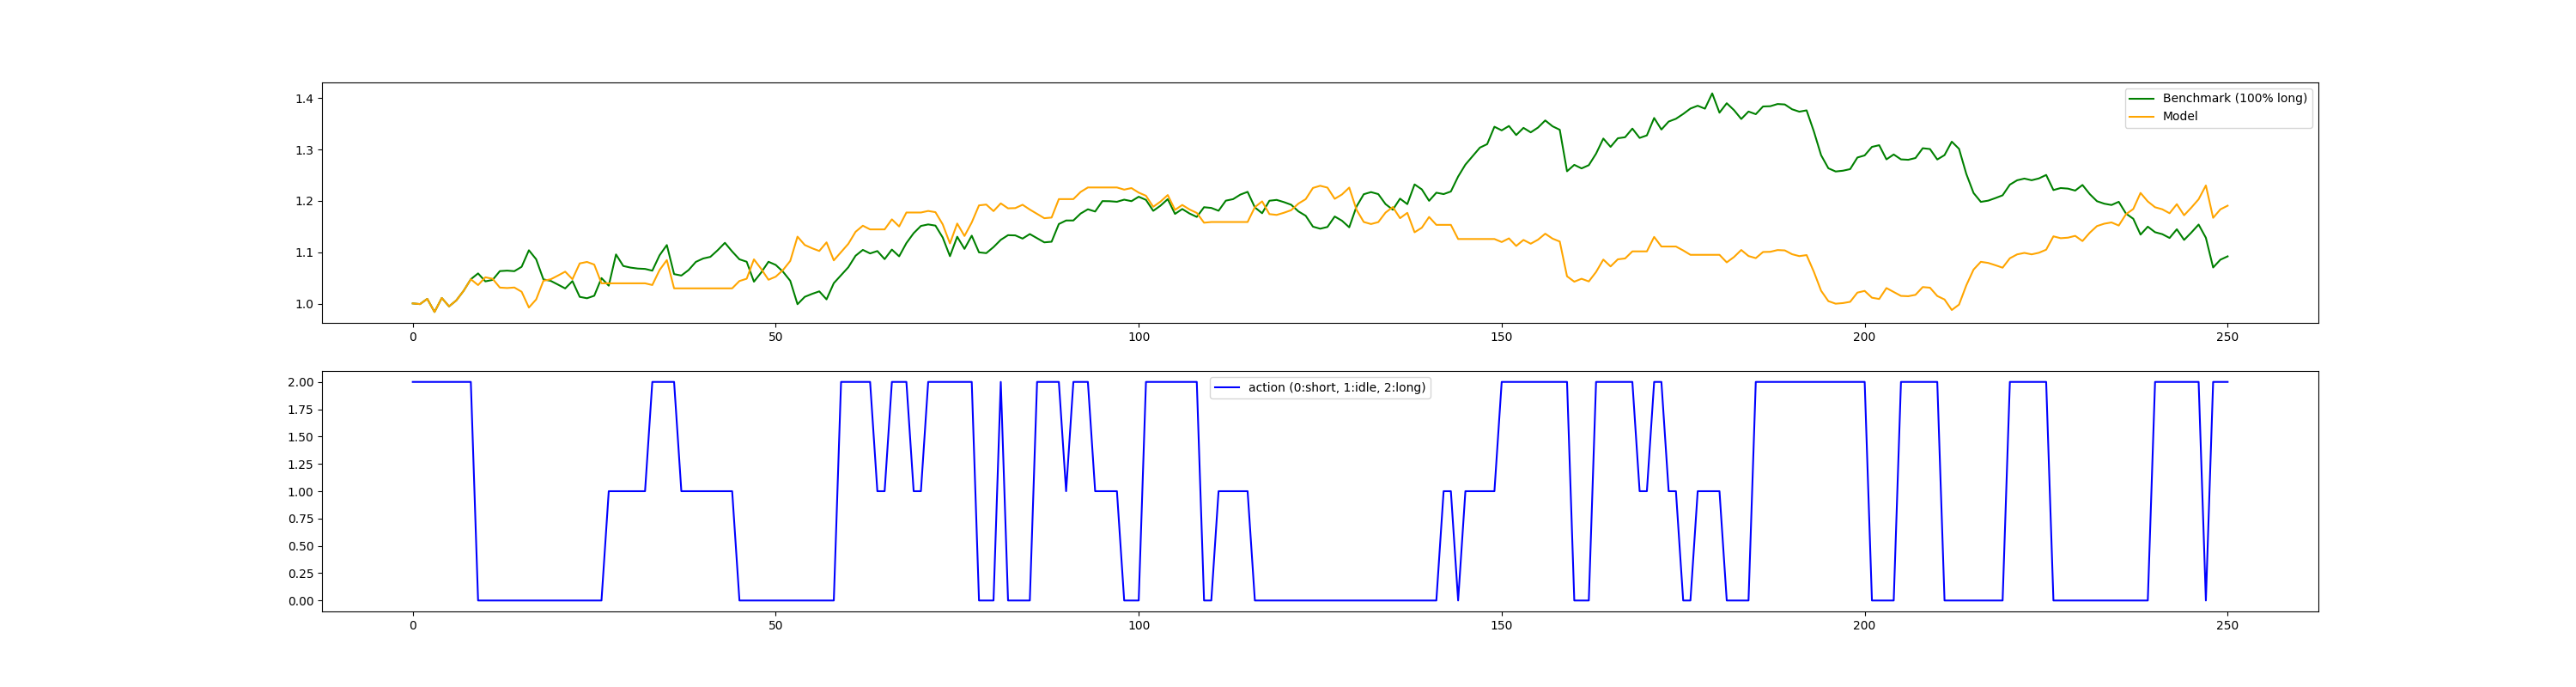 1.4
1.3
1.2
1.1
1.0
Benchmark (100% long)
Model
0 50 100 150 200 250
2.00
1.75
1.50
1.25
1.00
0.75
0.50
0.25
0.00
action (0:short, 1:idle, 2:long)
0 50 100 150 200 250